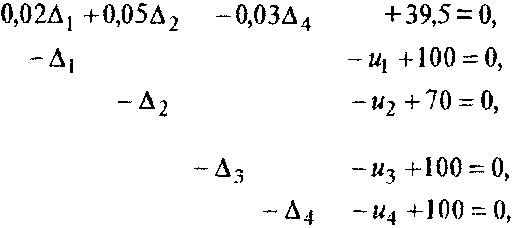 0,02Δ₁ +0,05Δ₂ −0,03Δ₄ +39,5 = 0,
−Δ₁ −u₁ +100 = 0,
−Δ₂ −u₂ + 70 = 0,
−Δ₃ −u₃ +100 = 0,
−Δ₄ −u₄ +100 = 0,